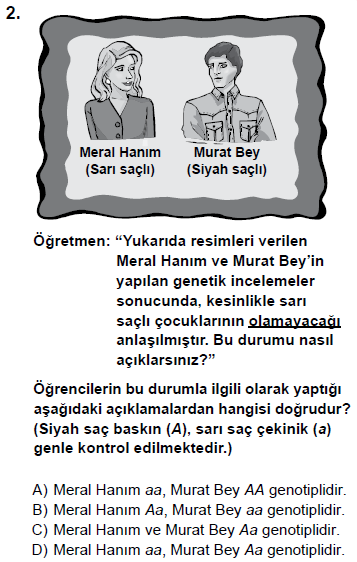 2.
Meral Hanım Murat Bey
(Sarı saçlı) (Siyah saçlı)
Öğretmen: “Yukarıda resimleri verilen
Meral Hanım ve Murat Bey’in
yapılan genetik incelemeler
sonucunda, kesinlikle sarı
saçlı çocuklarının olamayacağı
anlaşılmıştır. Bu durumu nasıl
açıklarsınız?”
Öğrencilerin bu durumla ilgili olarak yaptığı
aşağıdaki açıklamalardan hangisi doğrudur?
(Siyah saç baskın (A), sarı saç çekinik (a)
genle kontrol edilmektedir.)
A) Meral Hanım aa, Murat Bey AA genotiplidir.
B) Meral Hanım Aa, Murat Bey aa genotiplidir.
C) Meral Hanım ve Murat Bey Aa genotiplidir.
D) Meral Hanım aa, Murat Bey Aa genotiplidir.